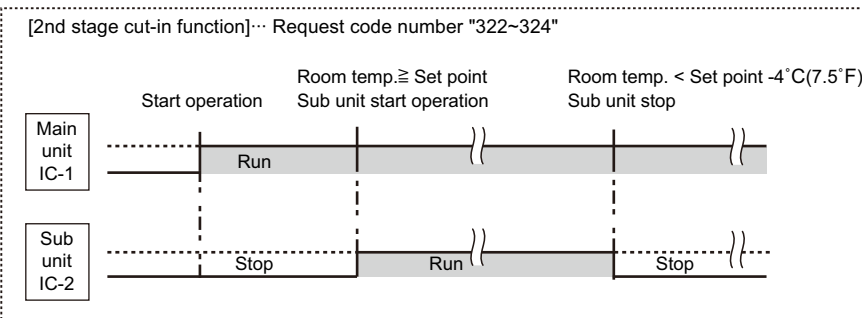 [2nd stage cut-in function]··· Request code number "322~324"
Room temp.≧ Set point
Room temp. < Set point -4˚C(7.5˚F)
Start operation
Sub unit start operation
Sub unit stop
Main
unit
IC-1
Run
Sub
unit
IC-2
Stop
Run
Stop